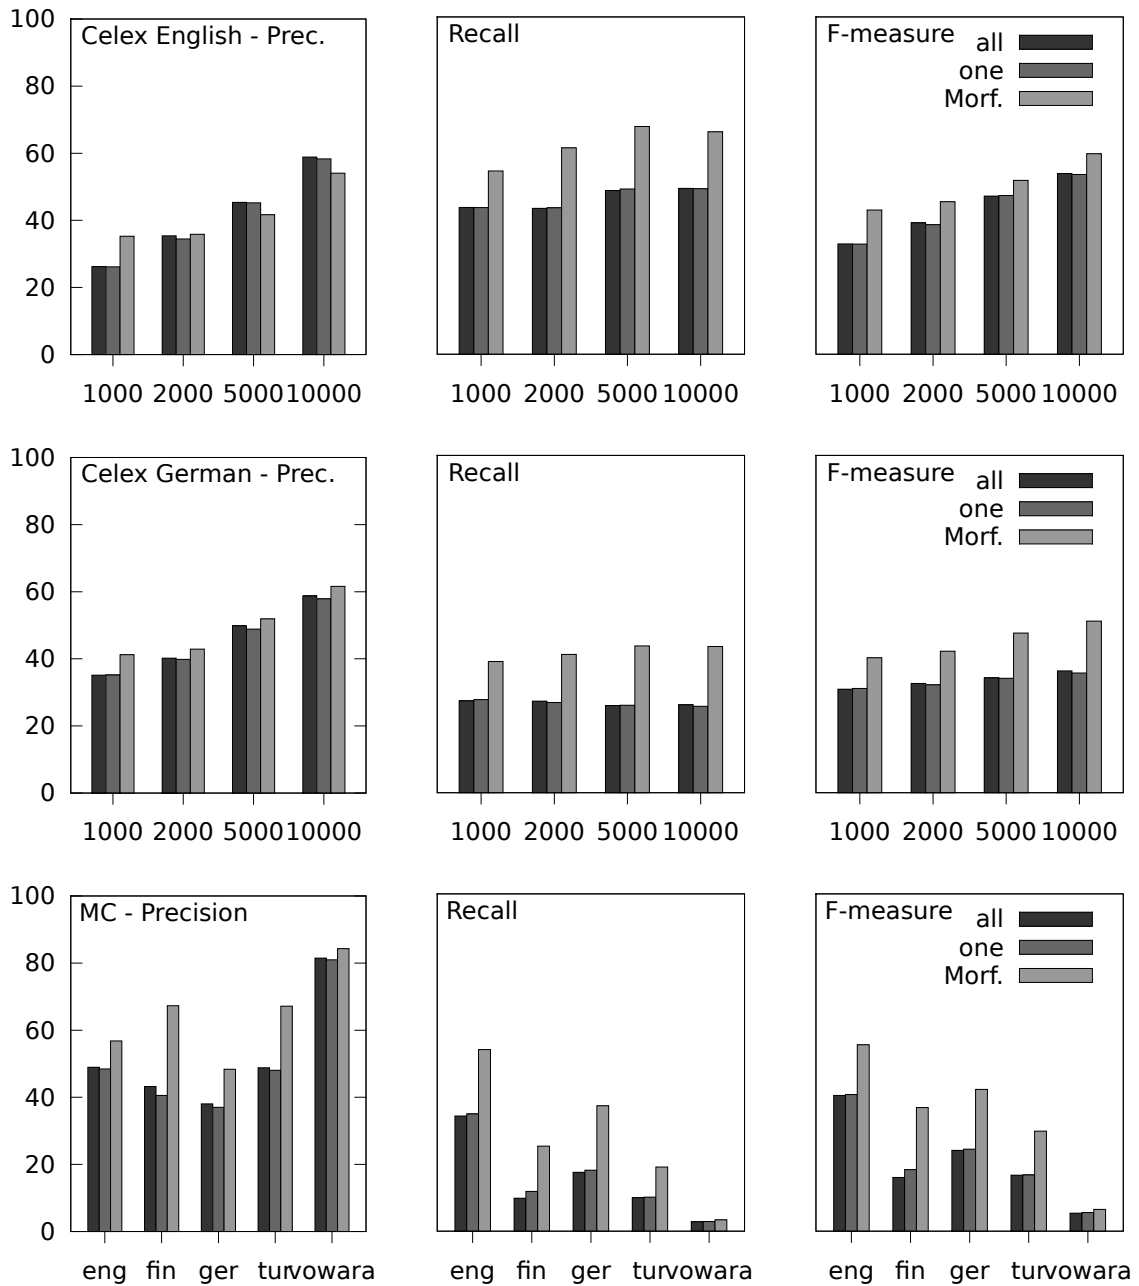 100
80
60
40
20
0
Celex English - Prec.
1000 2000 5000 10000
Recall
1000 2000 5000 10000
F-measure
all
one
Morf.
1000 2000 5000 10000
100
80
60
40
20
0
Celex German - Prec.
1000 2000 5000 10000
Recall
1000 2000 5000 10000
F-measure
all
one
Morf.
1000 2000 5000 10000
100
80
60
40
20
0
MC - Precision
eng fin ger turvowara
Recall
eng fin ger turvowara
F-measure
all
one
Morf.
eng fin ger turvowara